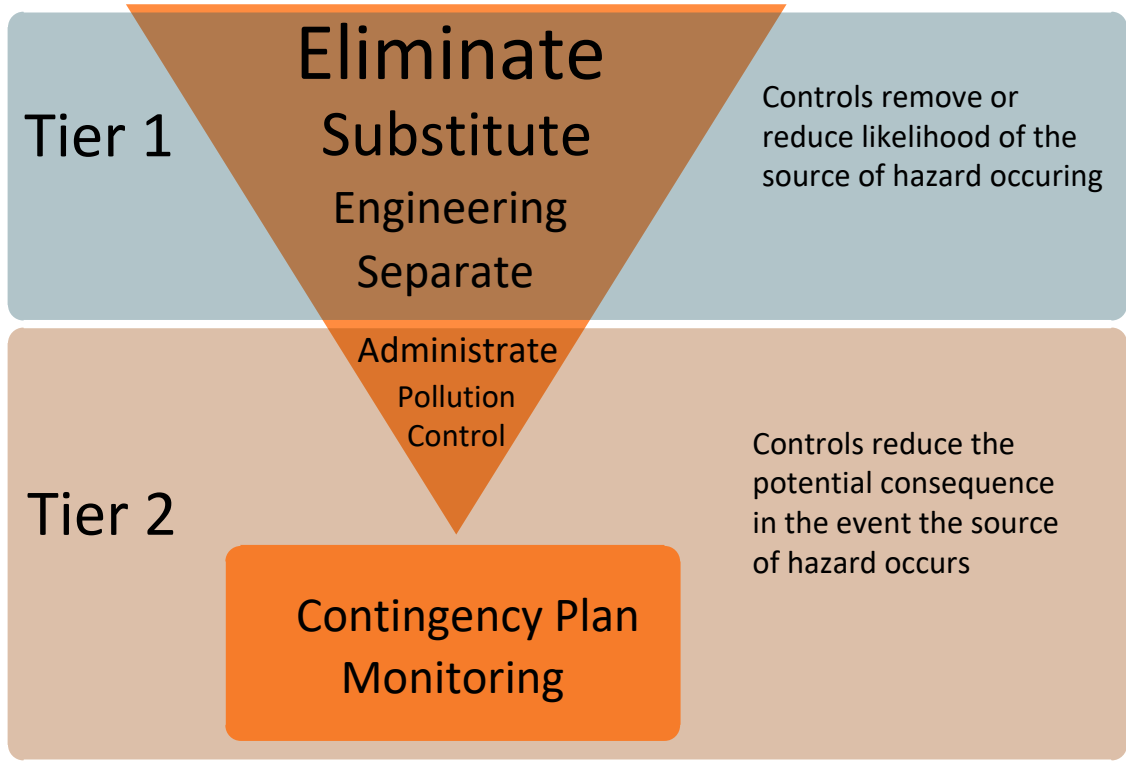 Tier 1
Eliminate
Substitute
Engineering
Separate
Controls remove or
reduce likelihood of the
source of hazard occuring
Tier 2
Administrate
Pollution
Control
Contingency Plan
Monitoring
Controls reduce the
potential consequence
in the event the source
of hazard occurs